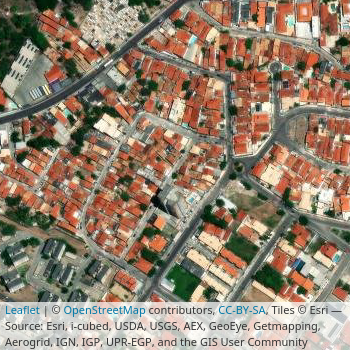 Leaflet | © OpenStreetMap contributors, CC-BY-SA, Tiles © Esri —
Source: Esri, i-cubed, USDA, USGS, AEX, GeoEye, Getmapping,
Aerogrid, IGN, IGP, UPR-EGP, and the GIS User Community